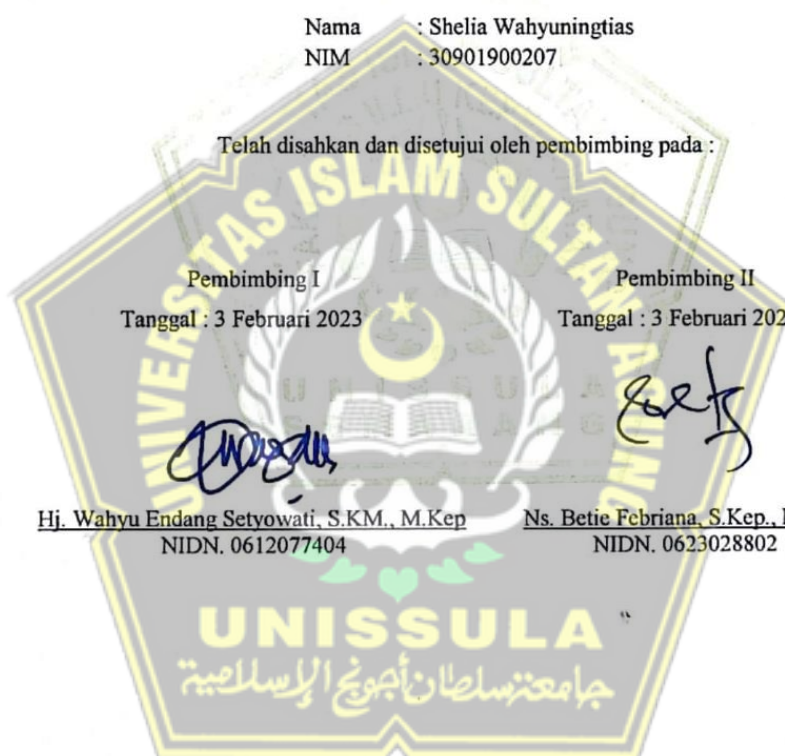 Nama : Shelia Wahyuningtias
NIM : 30901900207
Telah disahkan dan disetujui oleh pembimbing pada :
Pembimbing I
Tanggal : 3 Februari 2023
Pembimbing II
Tanggal : 3 Februari 202
Hj. Wahyu Endang Setyowati, S.KM., M.Kep
NIDN. 0612077404
Ns. Betie Febriana, S.Kep.,
NIDN. 0623028802
UNIVERSITAS ISLAM SULTAN AGUNG
UNISSULA
جامعة سلطان أجونج الإسلامية